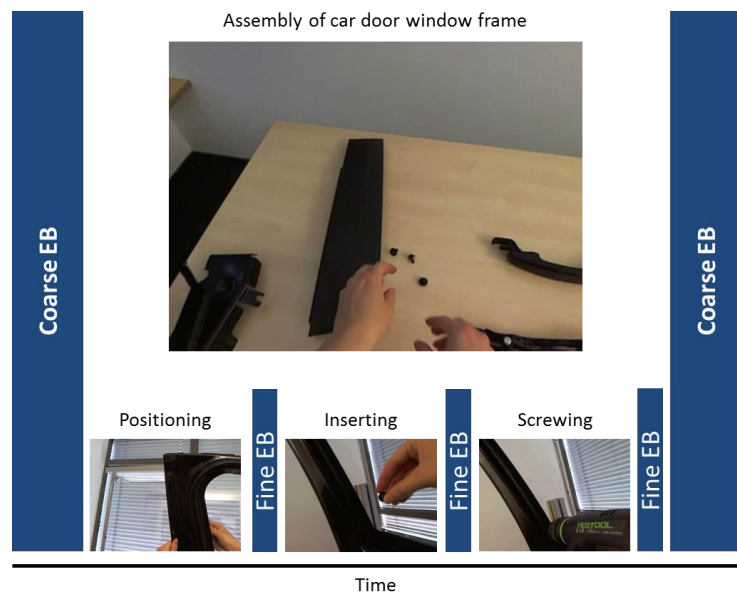 Assembly of car door window frame
Coarse EB
Coarse EB
Positioning
Fine EB
Inserting
Fine EB
Screwing
Fine EB
FESTOOL
Time